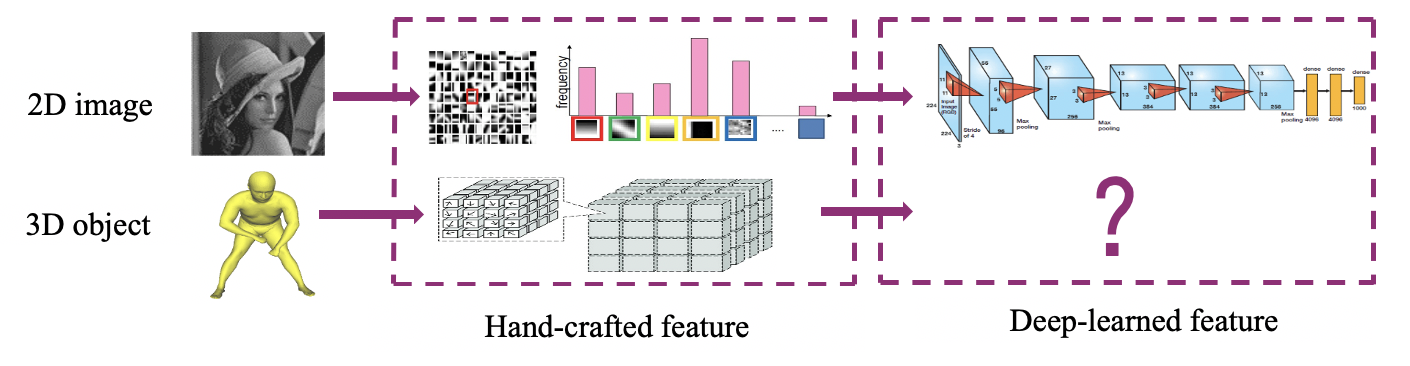 2D image
frequency
....
224
224
3
11
11
Input
image
(RGB)
Stride
of 4
55
55
96
5
5
Max
pooling
27
27
256
3
3
Max
pooling
13
13
384
3
3
13
13
384
3
3
13
13
256
Max
pooling
dense
4096
dense
4096
dense
1000
3D object
?
Hand-crafted feature
Deep-learned feature